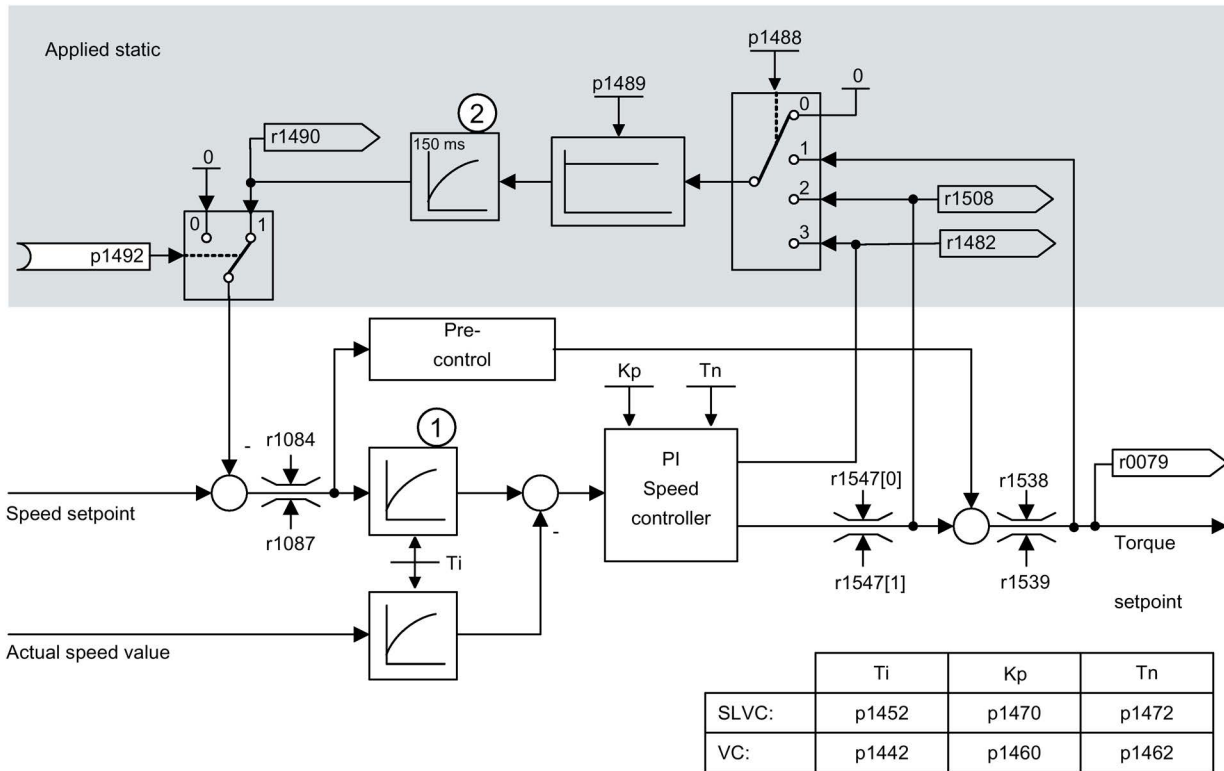 Applied static
p1488
0
p1489
2
0
r1490
150 ms
1
0
2
r1508
0
1
3
r1482
p1492
Pre-
control
Kp
Tn
1
-
r1084
PI
Speed
controller
r0079
r1547[0]
r1538
Speed setpoint
r1087
-
Torque
Ti
r1547[1]
r1539
setpoint
Actual speed value
Ti
Kp
Tn
SLVC:
p1452
p1470
p1472
VC:
p1442
p1460
p1462